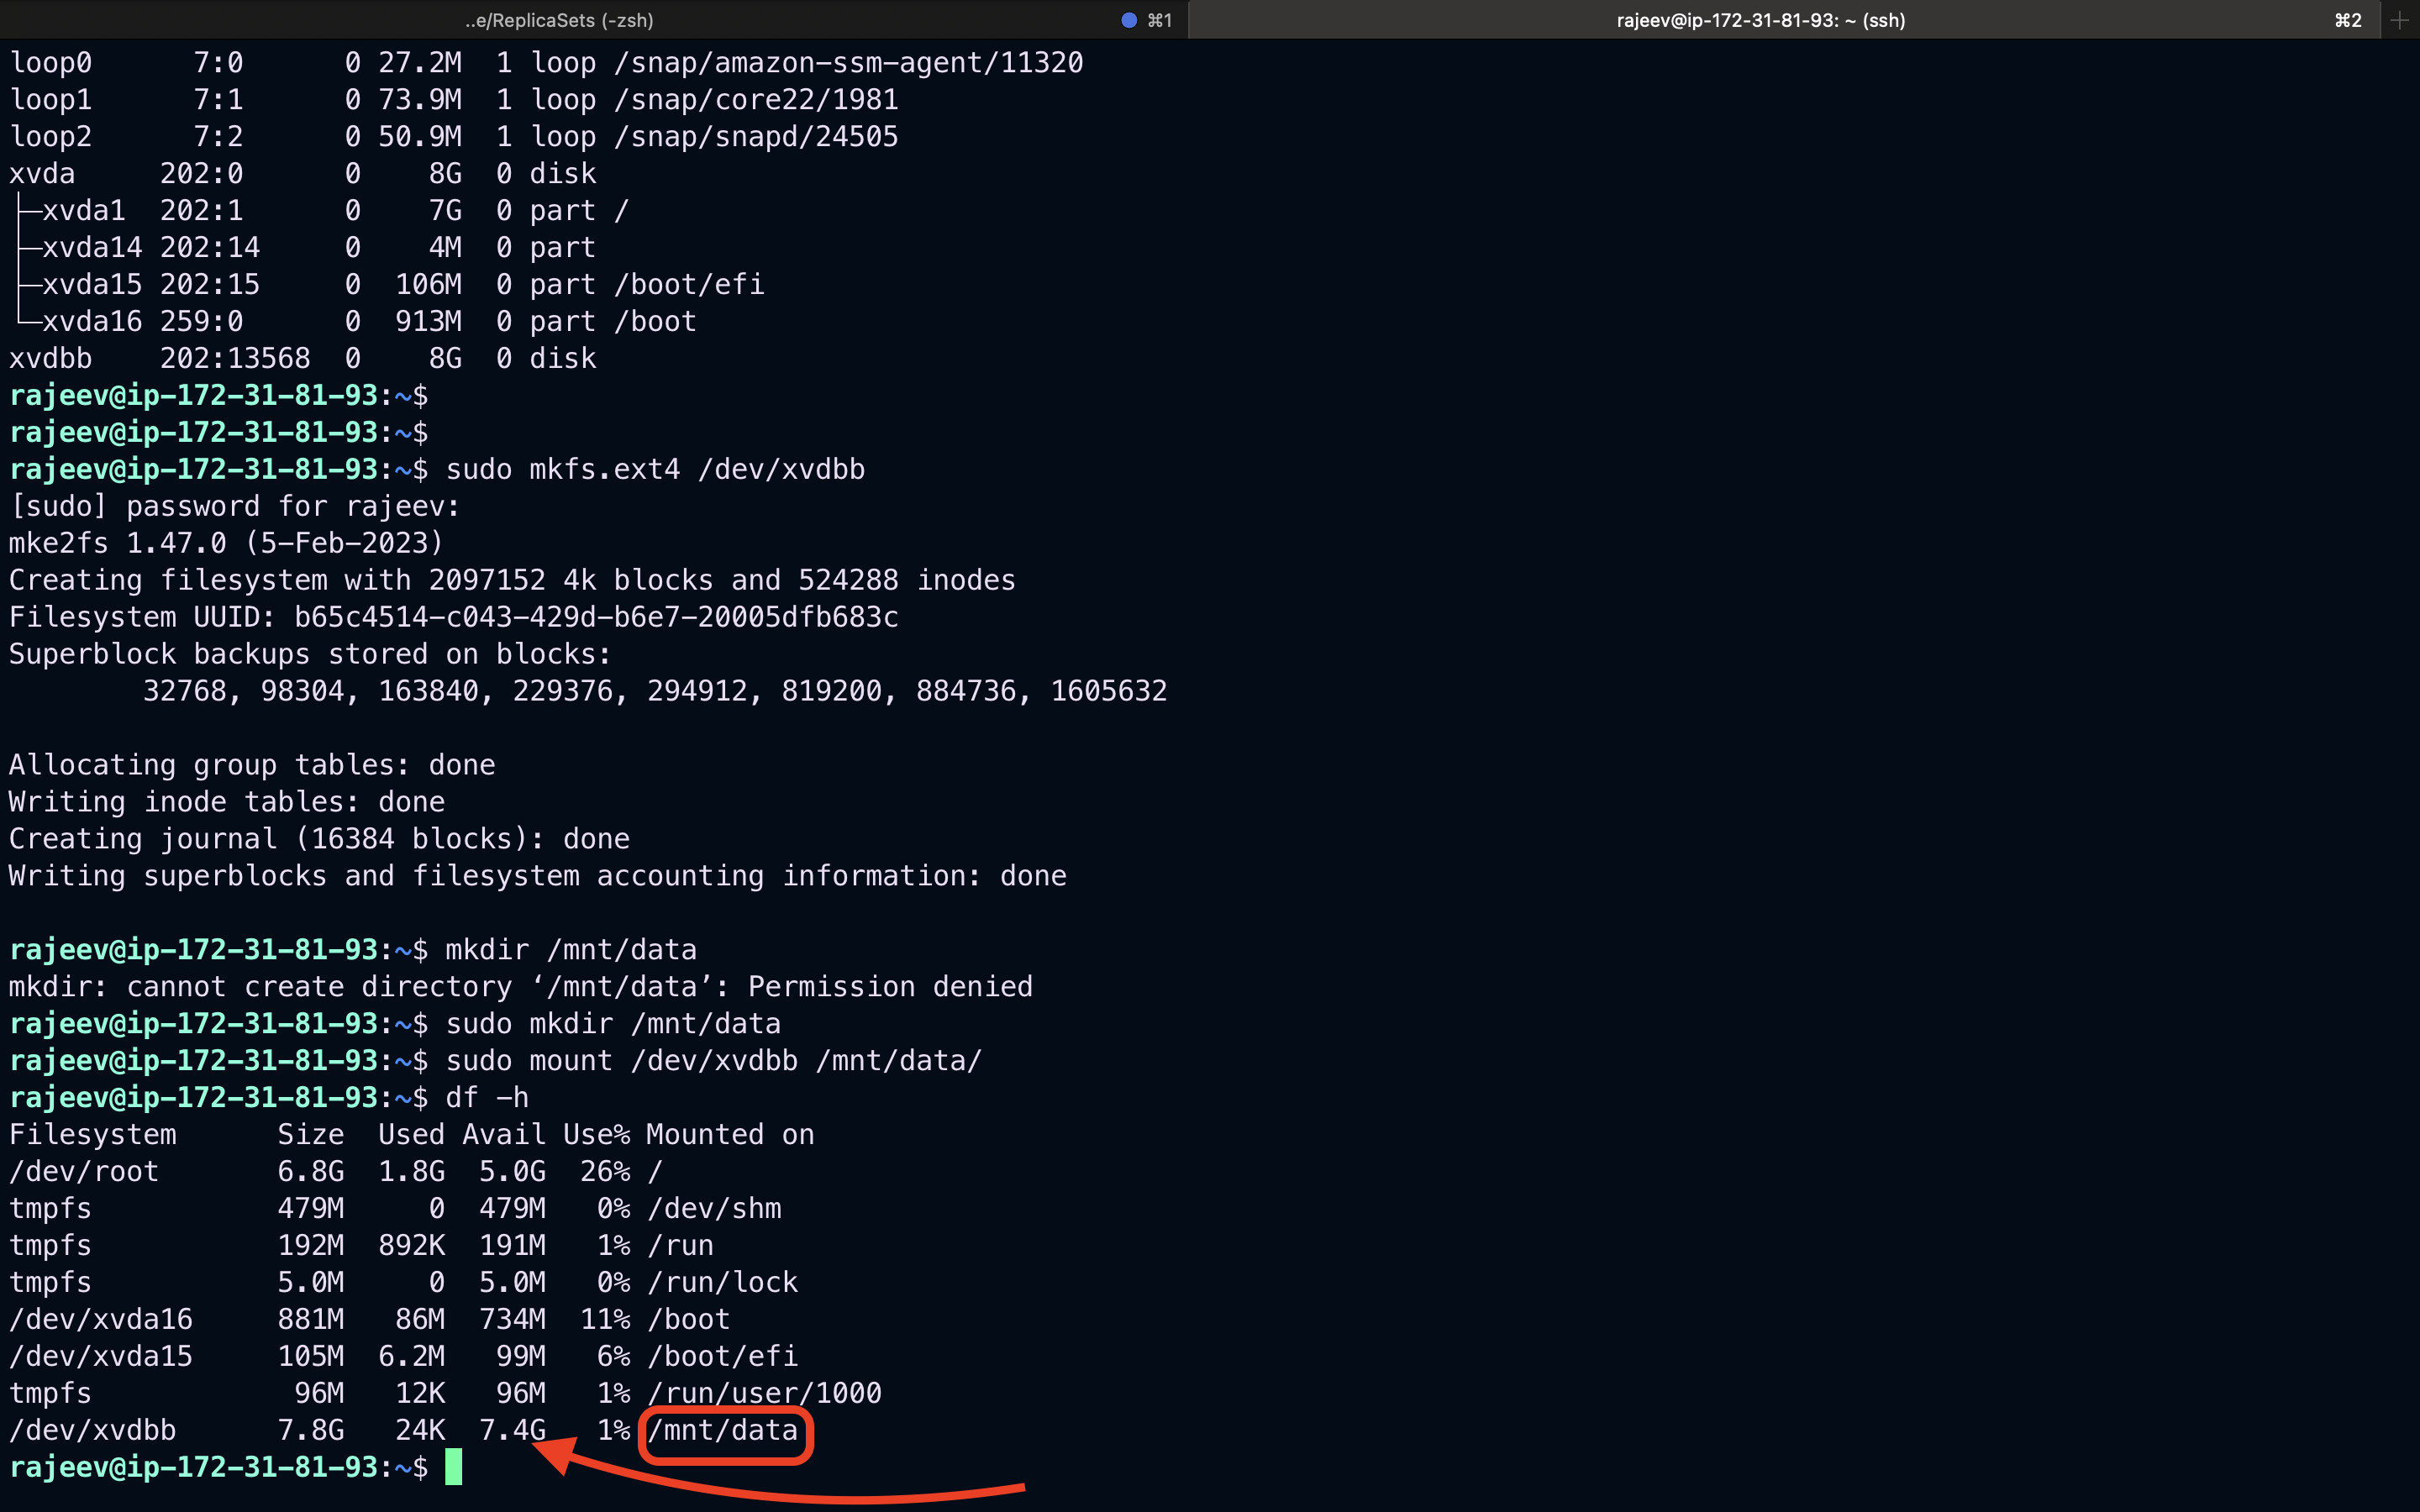 ..e/ReplicaSets (-zsh) ⌘1 rajeev@ip-172-31-81-93: ~ (ssh) ⌘2
loop0      7:0      0 27.2M  1 loop /snap/amazon-ssm-agent/11320
loop1      7:1      0 73.9M  1 loop /snap/core22/1981
loop2      7:2      0 50.9M  1 loop /snap/snapd/24505
xvda     202:0      0    8G  0 disk
├─xvda1  202:1      0    7G  0 part /
├─xvda14 202:14     0    4M  0 part
├─xvda15 202:15     0  106M  0 part /boot/efi
└─xvda16 259:0      0  913M  0 part /boot
xvdbb    202:13568  0    8G  0 disk
rajeev@ip-172-31-81-93:~$
rajeev@ip-172-31-81-93:~$
rajeev@ip-172-31-81-93:~$ sudo mkfs.ext4 /dev/xvdbb
[sudo] password for rajeev:
mke2fs 1.47.0 (5-Feb-2023)
Creating filesystem with 2097152 4k blocks and 524288 inodes
Filesystem UUID: b65c4514-c043-429d-b6e7-20005dfb683c
Superblock backups stored on blocks:
        32768, 98304, 163840, 229376, 294912, 819200, 884736, 1605632
Allocating group tables: done
Writing inode tables: done
Creating journal (16384 blocks): done
Writing superblocks and filesystem accounting information: done
rajeev@ip-172-31-81-93:~$ mkdir /mnt/data
mkdir: cannot create directory ‘/mnt/data’: Permission denied
rajeev@ip-172-31-81-93:~$ sudo mkdir /mnt/data
rajeev@ip-172-31-81-93:~$ sudo mount /dev/xvdbb /mnt/data/
rajeev@ip-172-31-81-93:~$ df -h
Filesystem      Size  Used Avail Use% Mounted on
/dev/root       6.8G  1.8G  5.0G  26% /
tmpfs           479M     0  479M   0% /dev/shm
tmpfs           192M  892K  191M   1% /run
tmpfs           5.0M     0  5.0M   0% /run/lock
/dev/xvda16     881M   86M  734M  11% /boot
/dev/xvda15     105M  6.2M   99M   6% /boot/efi
tmpfs            96M   12K   96M   1% /run/user/1000
/dev/xvdbb      7.8G   24K  7.4G   1% /mnt/data
rajeev@ip-172-31-81-93:~$